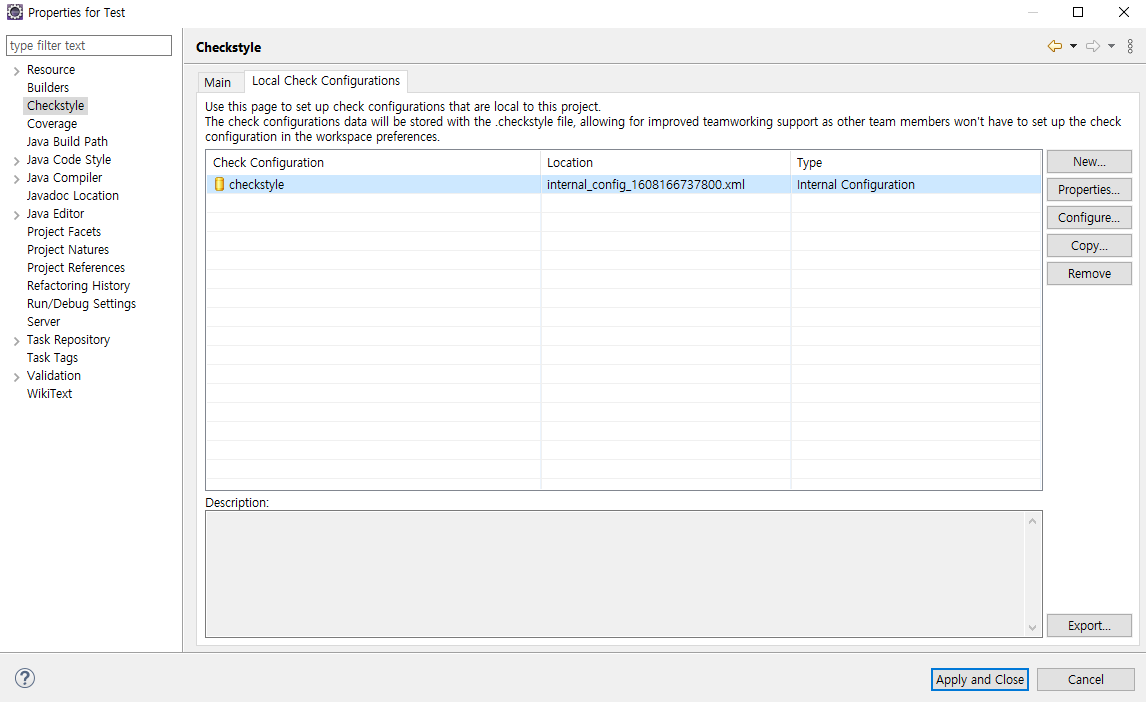 Properties for Test
type filter text
Resource
Builders
Checkstyle
Coverage
Java Build Path
Java Code Style
Java Compiler
Javadoc Location
Java Editor
Project Facets
Project Natures
Project References
Refactoring History
Run/Debug Settings
Server
Task Repository
Task Tags
Validation
WikiText
Checkstyle
Main Local Check Configurations
Use this page to set up check configurations that are local to this project.
The check configurations data will be stored with the .checkstyle file, allowing for improved teamworking support as other team members won't have to set up the check
configuration in the workspace preferences.
Check Configuration Location Type
checkstyle internal_config_1608166737800.xml Internal Configuration
New...
Properties...
Configure...
Copy...
Remove
Description:
Export...
?
Apply and Close Cancel